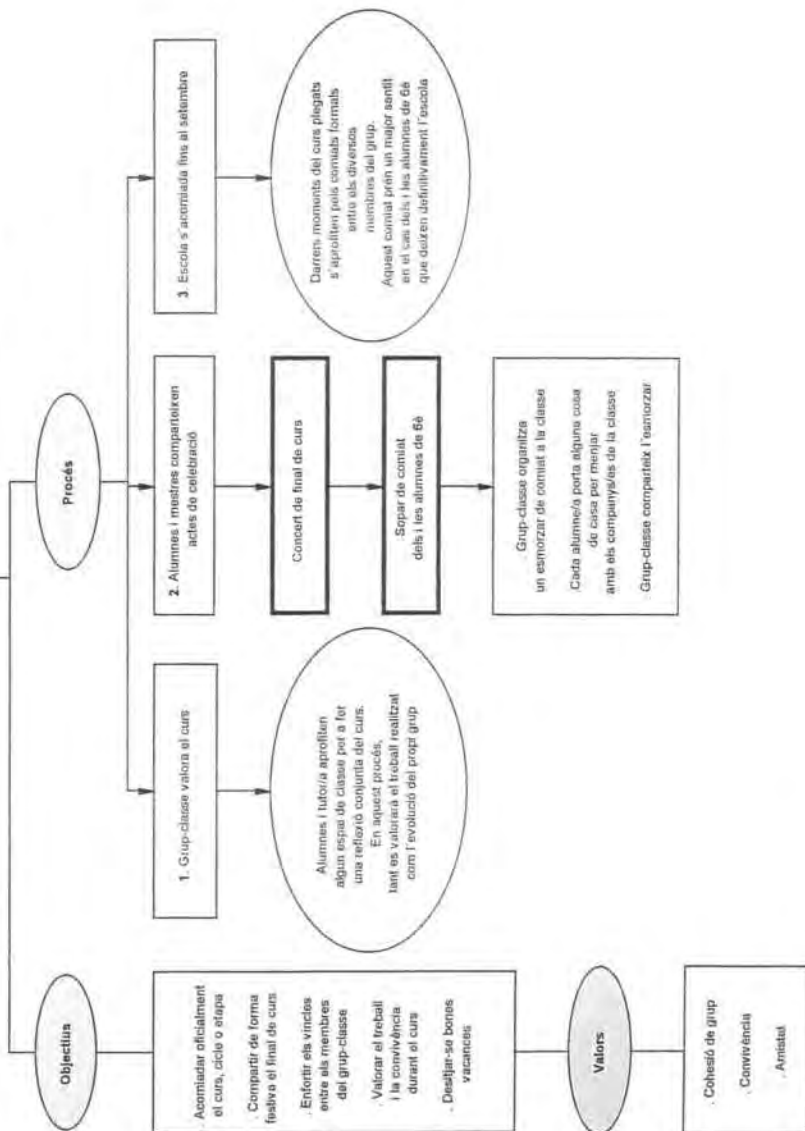 Objectius
. Acomiadar oficialment
el curs, cicle o etapa
. Compartir de forma
festiva el final de curs
. Enfortir els vincles
entre els membres
del grup-classe
. Valorar el treball
i la convivència
durant el curs
. Desitjar-se bones
vacances
Valors
. Cohesió de grup
. Convivència
. Amistat
Procés
1. Grup-classe valora el curs
Alumnes i tutor/a aprofiten
algun espai de classe per a fer
una reflexió conjunta del curs.
En aquest procés,
tant es valorarà el treball realitzat
com l'evolució del propi grup
2. Alumnes i mestres comparteixen
actes de celebració
Concert de final de curs
Sopar de comiat
dels i les alumnes de 6è
. Grup-classe organitza
un esmorzar de comiat a la classe
.Cada alumne/a porta alguna cosa
de casa per menjar
amb els companys/es de la classe
. Grup-classe comparteix l'esmorzar
3. Escola s'acomiada fins al setembre
Darrers moments del curs plegats
s'aprofiten pels comiats formals
entre els diversos
membres del grup.
Aquest comiat pren un major sentit
en el cas dels i les alumnes de 6è
que deixen definitivament l'escola